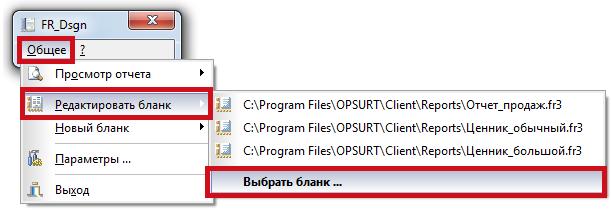 FR_Dsgn
Общее ?
Просмотр отчета
Редактировать бланк
Новый бланк
Параметры ...
Выход
C:\Program Files\OPSURT\Client\Reports\Отчет_продаж.fr3
C:\Program Files\OPSURT\Client\Reports\Ценник_обычный.fr3
C:\Program Files\OPSURT\Client\Reports\Ценник_большой.fr3
Выбрать бланк ...